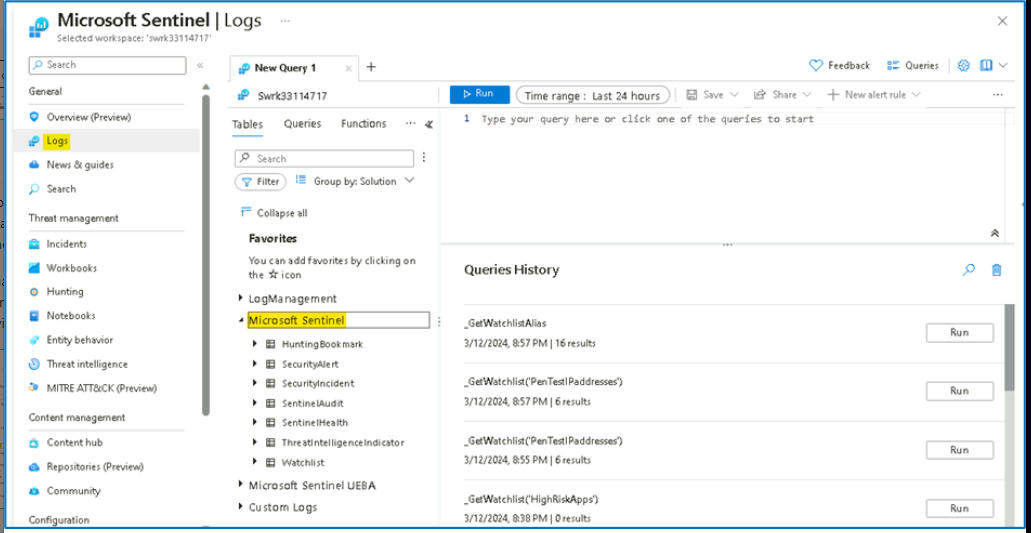 Microsoft Sentinel | Logs ...
Selected workspace: 'swrk33114717'
Search
General
Overview (Preview)
Logs
News & guides
Search
Threat management
Incidents
Workbooks
Hunting
Notebooks
Entity behavior
Threat intelligence
MITRE ATT&CK (Preview)
Content management
Content hub
Repositories (Preview)
Community
Configuration
New Query 1
Feedback
Queries
Swrk33114717
Run
Time range : Last 24 hours
Save
Share
New alert rule
...
Tables Queries Functions ...
Search
Filter
Group by: Solution
Collapse all
Favorites
You can add favorites by clicking on
the ☆ icon
LogManagement
Microsoft Sentinel
HuntingBookmark
SecurityAlert
SecurityIncident
SentinelAudit
SentinelHealth
ThreatIntelligenceIndicator
Watchlist
Microsoft Sentinel UEBA
Custom Logs
1 Type your query here or click one of the queries to start
Queries History
_GetWatchlistAlias
3/12/2024, 8:57 PM | 16 results
Run
_GetWatchlist('PenTestIPaddresses')
3/12/2024, 8:57 PM | 6 results
Run
_GetWatchlist('PenTestIPaddresses')
3/12/2024, 8:55 PM | 6 results
Run
_GetWatchlist('HighRiskApps')
3/12/2024, 8:38 PM | 0 results
Run